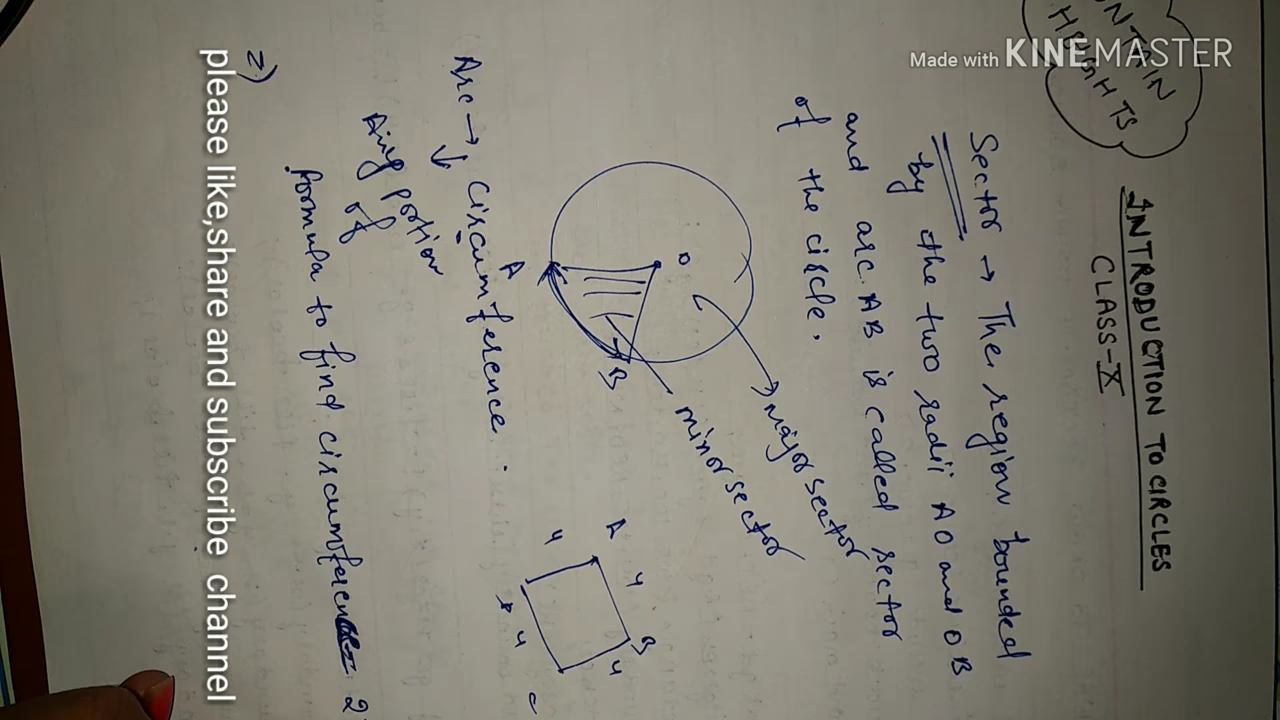 Made with KINEMASTER
HEIGHTS
INTRODUCTION TO CIRCLES
CLASS-X
Sector → The region bounded
by the two radii AO and OB
and arc AB is called sector
of the circle.
major sector
minor sector
O
A
B
Arc → Circumference.
Any portion
of
A
4
B
4
4
4
C
formula to find circumference
2)
please like,share and subscribe channel